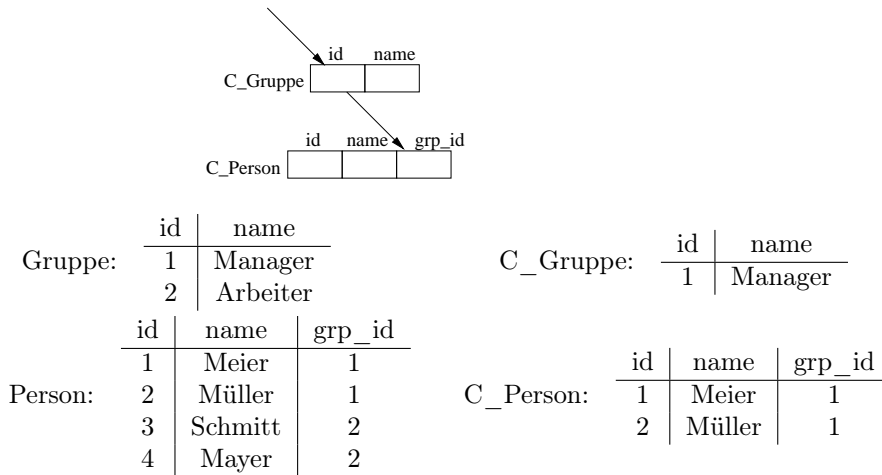 id name
C_Gruppe
id name grp_id
C_Person
Gruppe:
id name
1 Manager
2 Arbeiter
C_Gruppe:
id name
1 Manager
Person:
id name grp_id
1 Meier 1
2 Müller 1
3 Schmitt 2
4 Mayer 2
C_Person:
id name grp_id
1 Meier 1
2 Müller 1